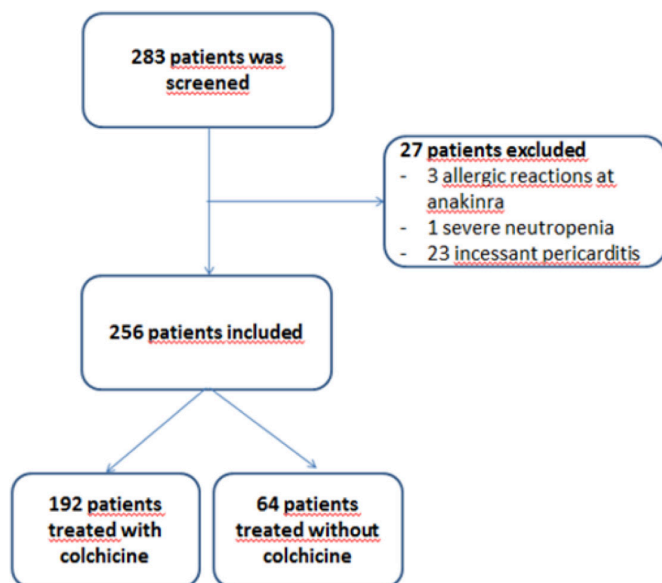 283 patients was
screened
27 patients excluded
- 3 allergic reactions at
anakinra
- 1 severe neutropenia
- 23 incessant pericarditis
256 patients included
192 patients
treated with
colchicine
64 patients
treated without
colchicine